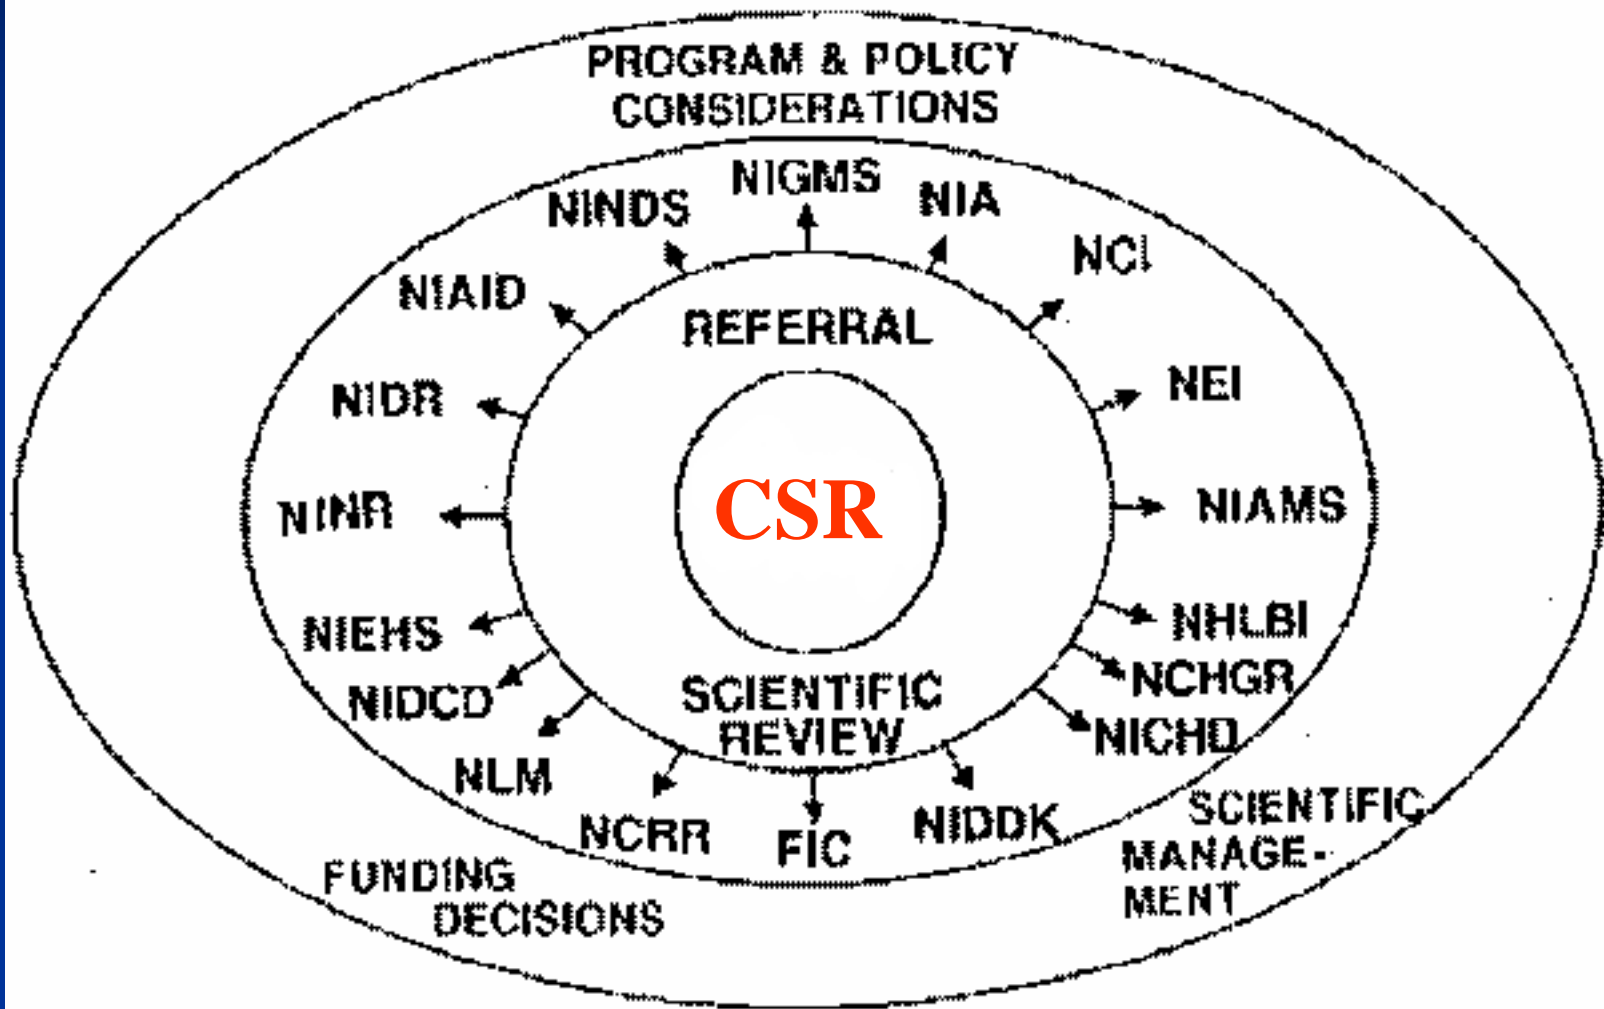 PROGRAM & POLICY
CONSIDERATIONS
NIGMS
NINDS
NIA
NCI
NIAID
REFERRAL
NIDR
NEI
CSR
NINR
NIAMS
NIEHS
NHLBI
NIDCD
NCHGR
SCIENTIFIC
REVIEW
NICHD
NLM
NCRR
FIC
NIDDK
FUNDING
DECISIONS
SCIENTIFIC
MANAGE-
MENT